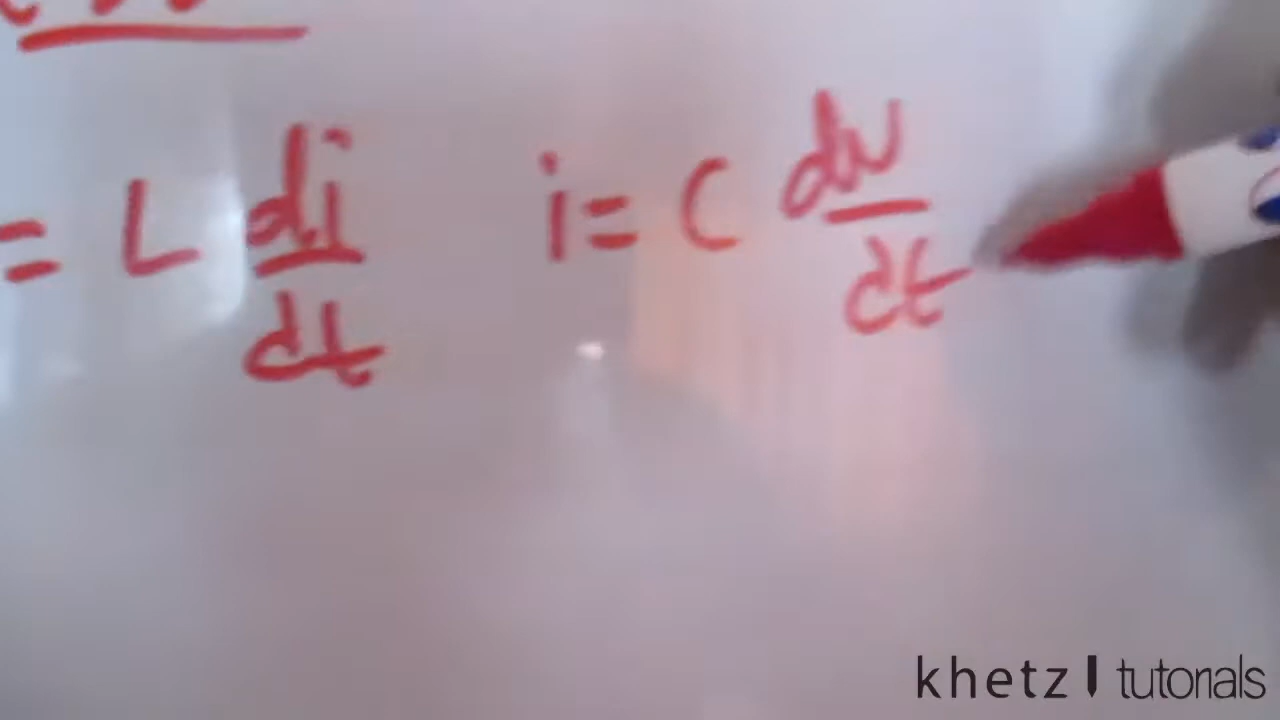 = L di/dt i = C dv/dt
khetz tutorials